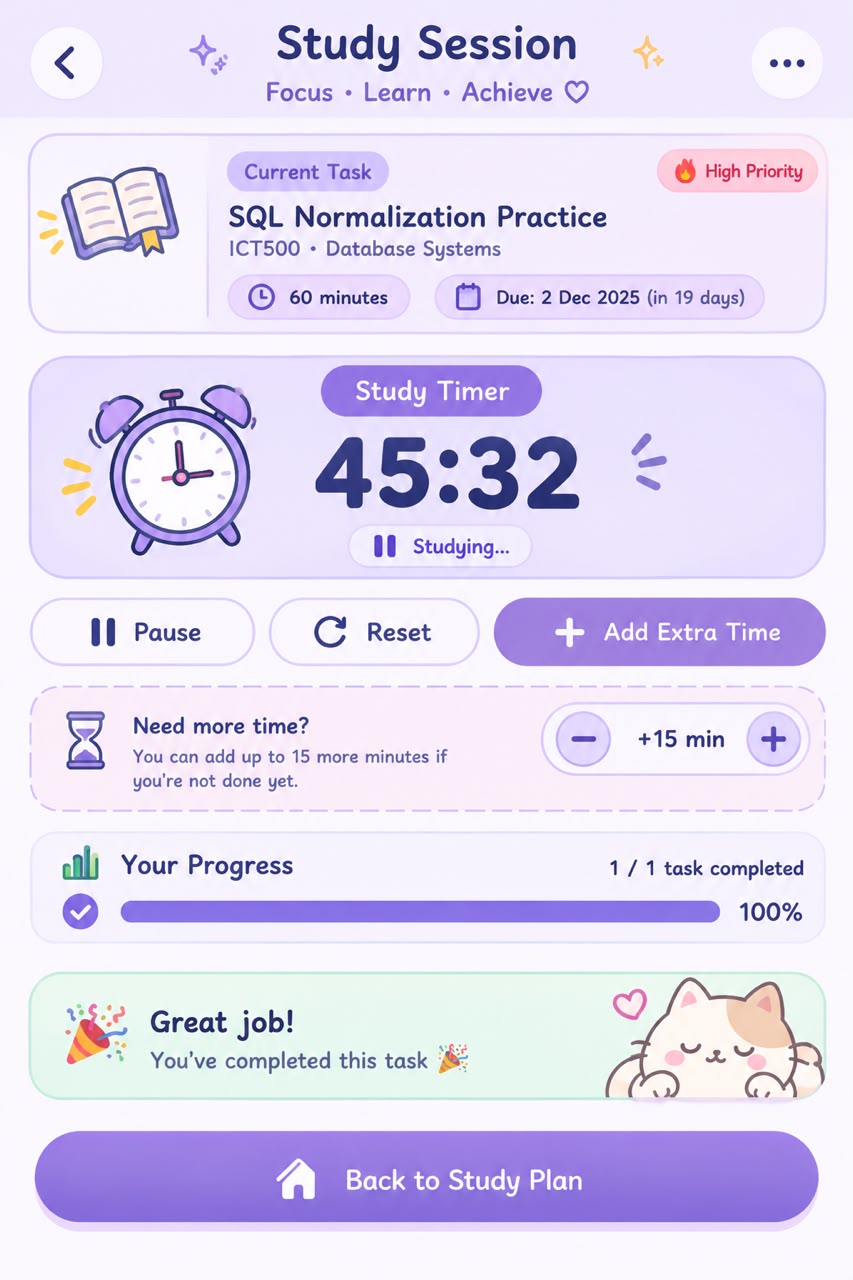 Study Session
Focus • Learn • Achieve ♡
Current Task
High Priority
SQL Normalization Practice
ICT500 • Database Systems
60 minutes
Due: 2 Dec 2025 (in 19 days)
Study Timer
45:32
Studying...
Pause
Reset
Add Extra Time
Need more time?
You can add up to 15 more minutes if
you're not done yet.
+15 min
Your Progress
1 / 1 task completed
100%
Great job!
You've completed this task 🎉
Back to Study Plan